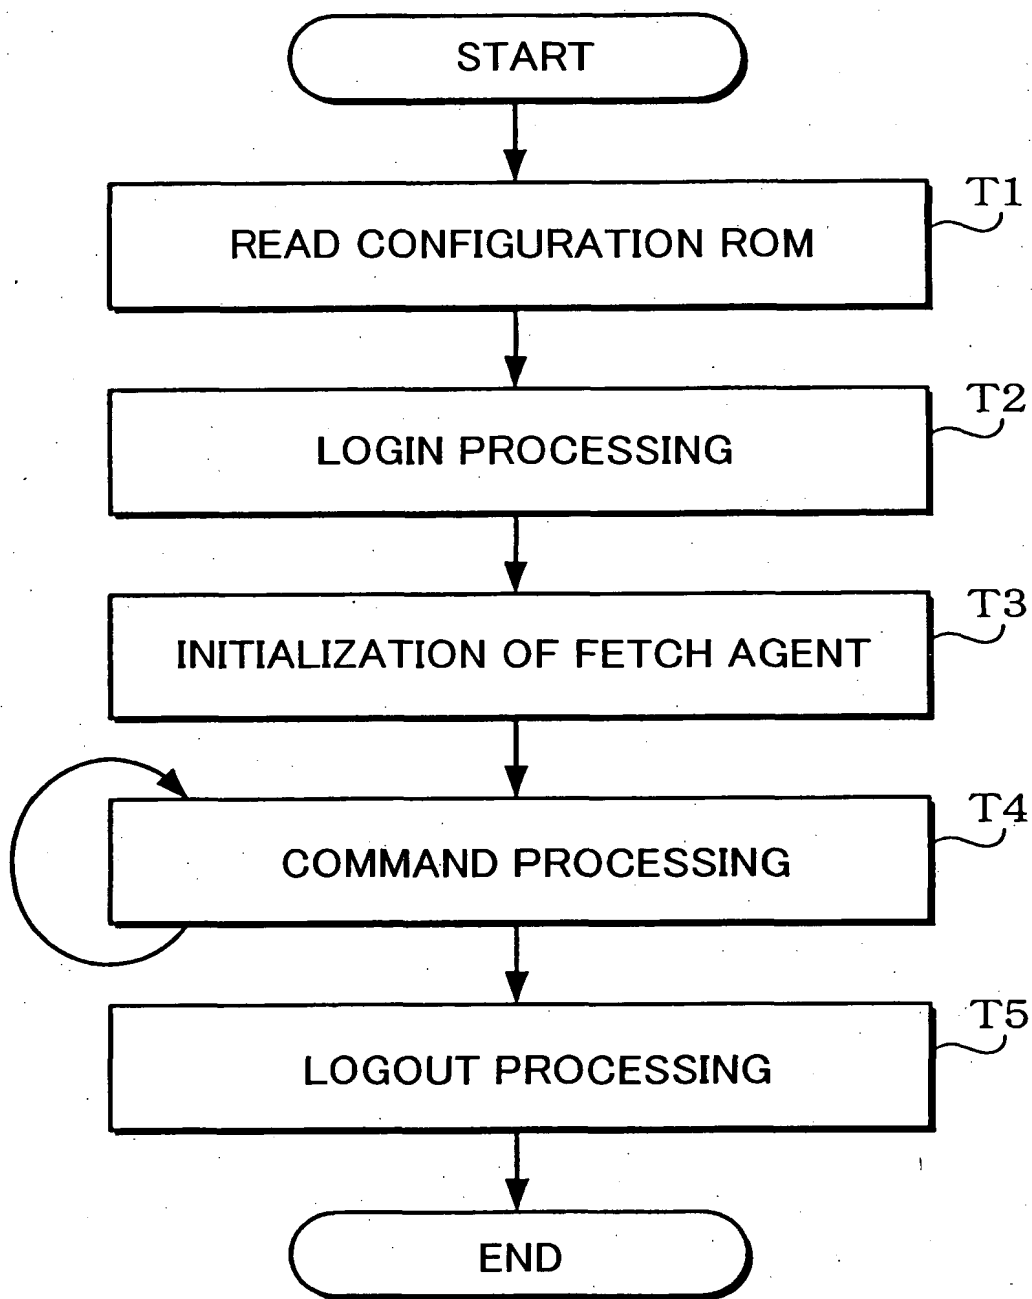 START
T1
READ CONFIGURATION ROM
T2
LOGIN PROCESSING
T3
INITIALIZATION OF FETCH AGENT
T4
COMMAND PROCESSING
T5
LOGOUT PROCESSING
END